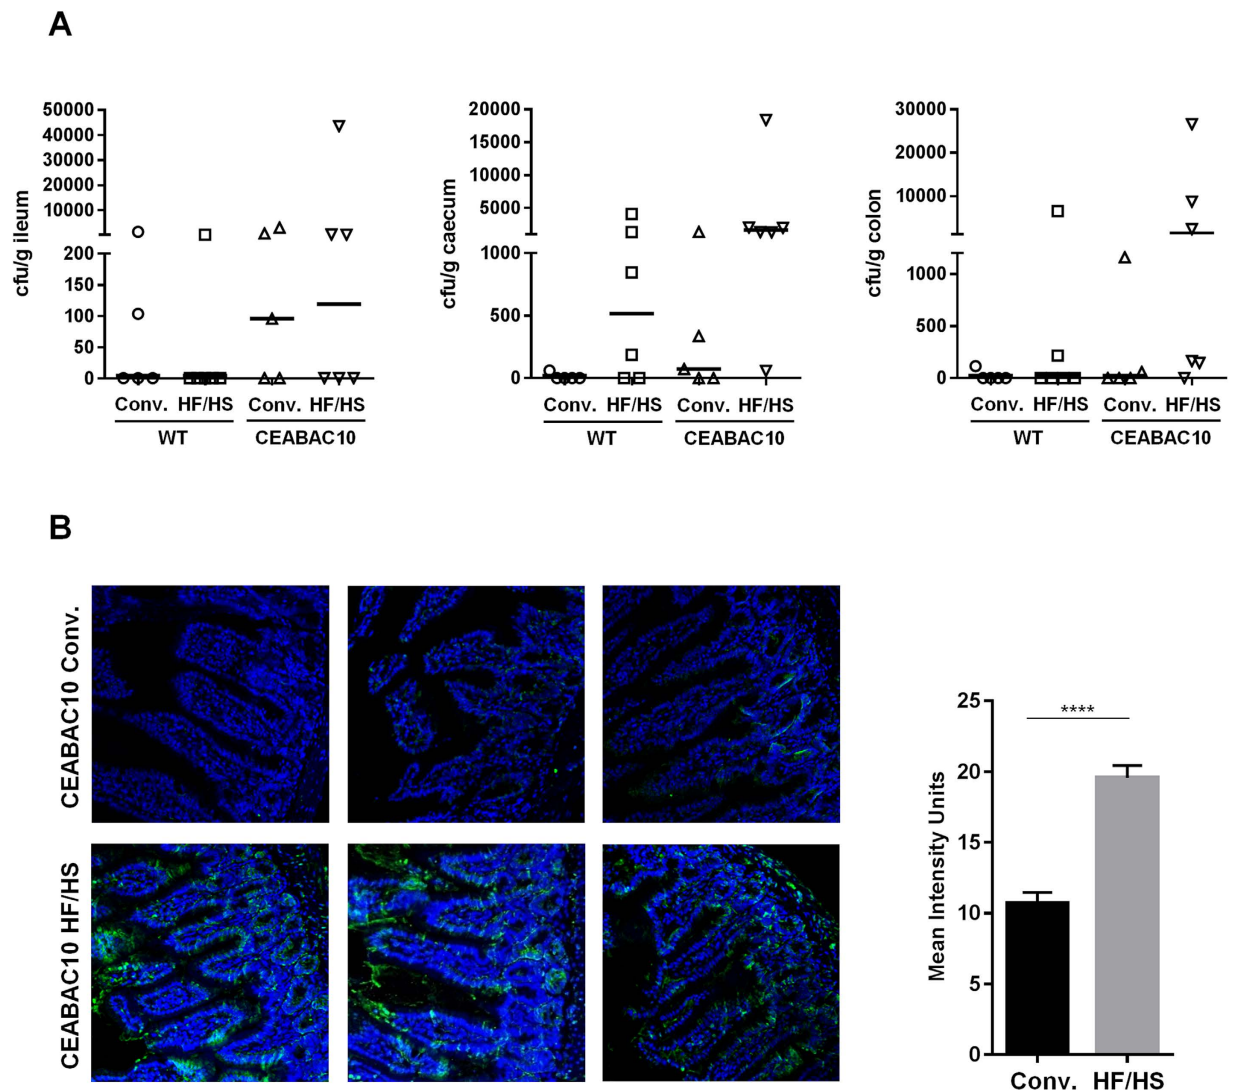 A
cfu/g ileum
50000
40000
30000
20000
10000
200
150
100
50
0
Conv. HF/HS Conv. HF/HS
WT CEABAC10
cfu/g caecum
20000
15000
10000
5000
1000
500
0
Conv. HF/HS Conv. HF/HS
WT CEABAC10
cfu/g colon
30000
20000
10000
1000
500
0
Conv. HF/HS Conv. HF/HS
WT CEABAC10
B
CEABAC10 Conv.
CEABAC10 HF/HS
Mean Intensity Units
25
20
15
10
5
0
****
Conv. HF/HS